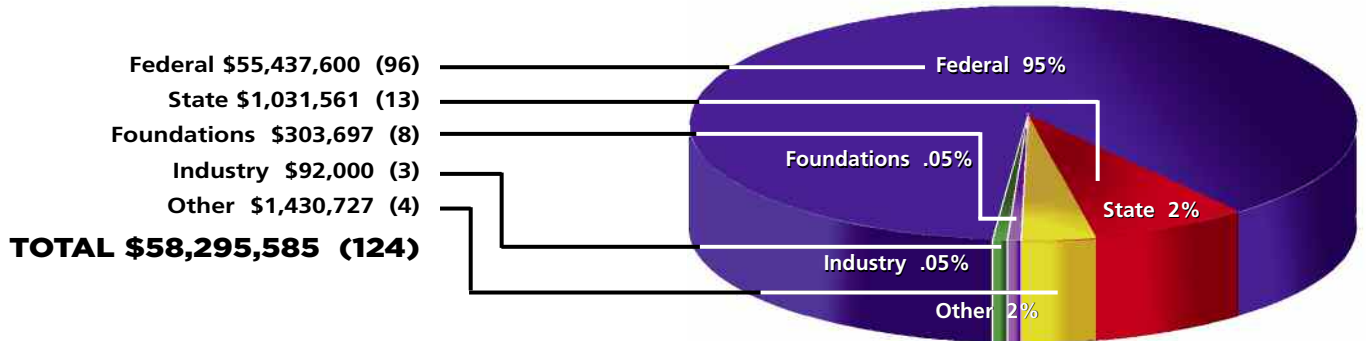 Federal $55,437,600 (96)
State $1,031,561 (13)
Foundations $303,697 (8)
Industry $92,000 (3)
Other $1,430,727 (4)
TOTAL $58,295,585 (124)
Federal 95%
Foundations .05%
State 2%
Industry .05%
Other 2%